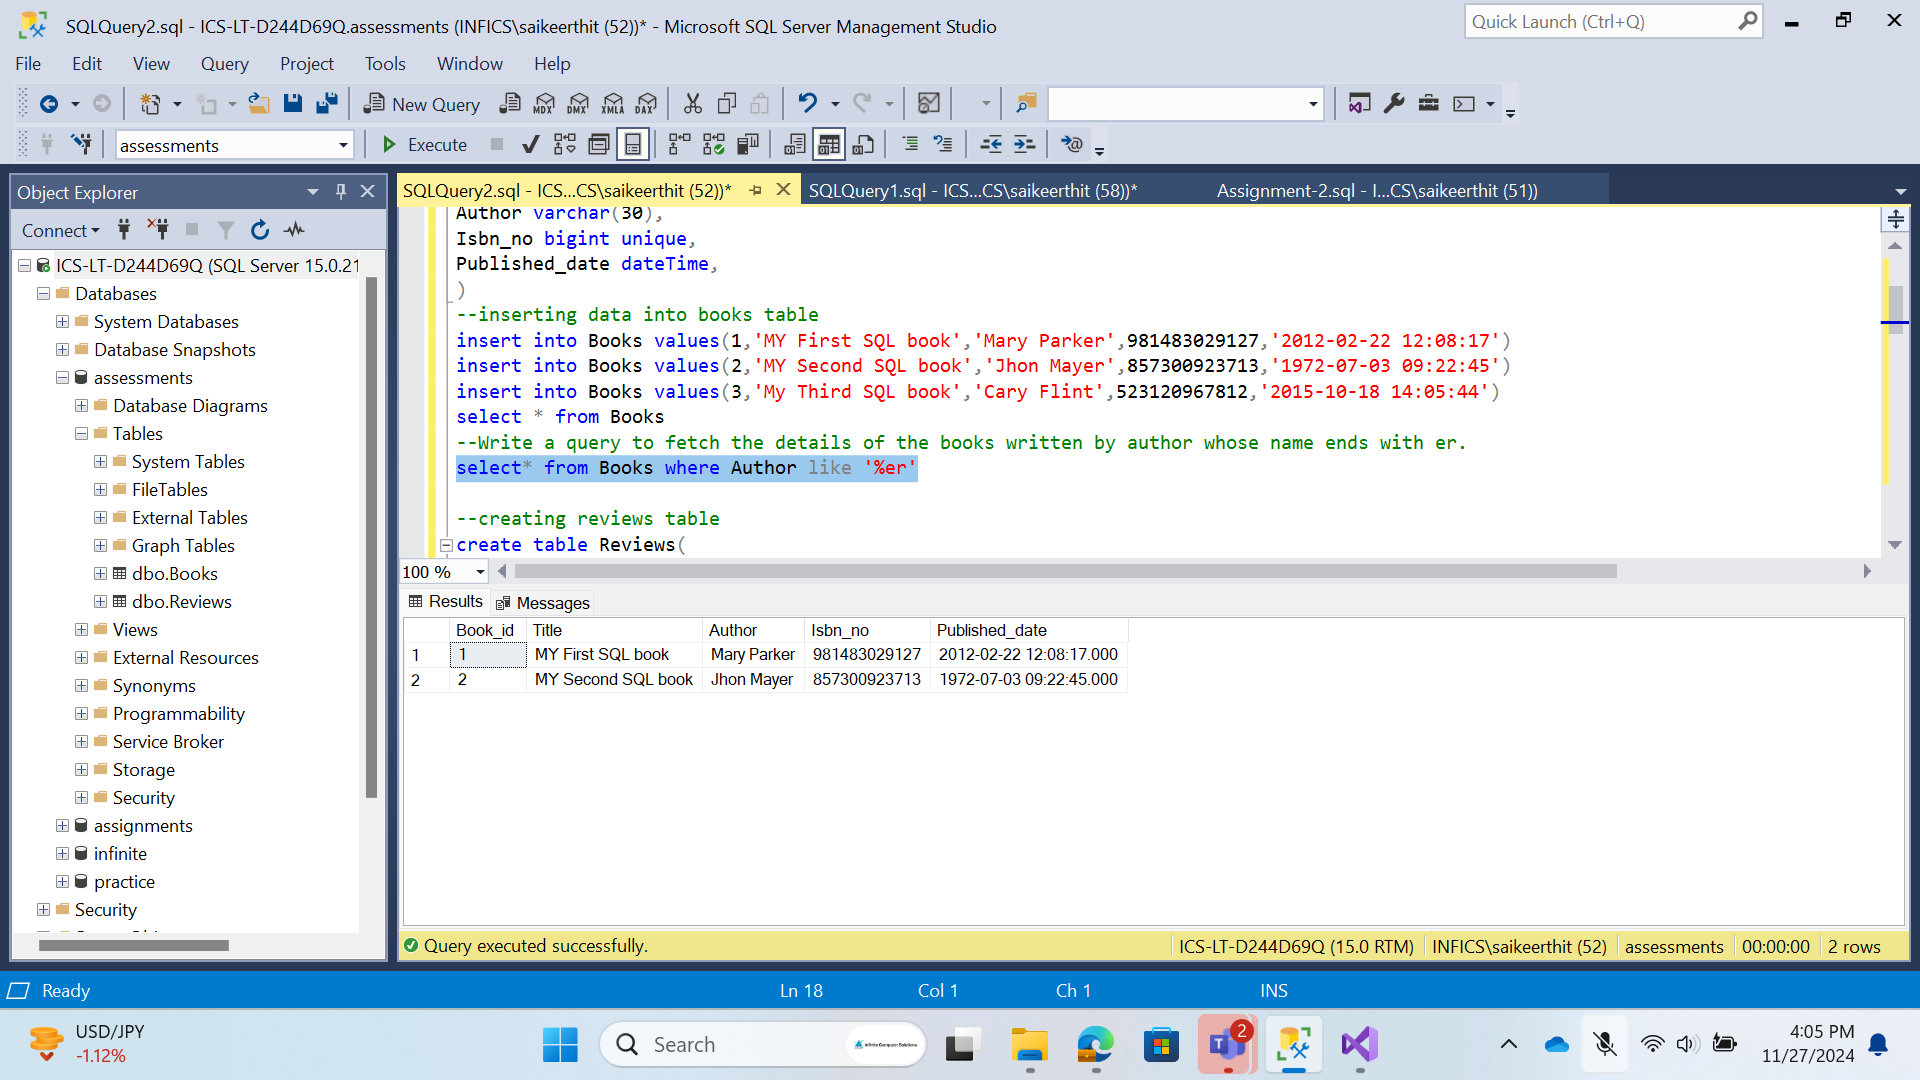 SQLQuery2.sql - ICS-LT-D244D69Q.assessments (INFICS\saikeerthit (52))* - Microsoft SQL Server Management Studio
Quick Launch (Ctrl+Q)
File Edit View Query Project Tools Window Help
New Query MDX DMX XMLA DAX
assessments Execute
Object Explorer
Connect
ICS-LT-D244D69Q (SQL Server 15.0.21
Databases
System Databases
Database Snapshots
assessments
Database Diagrams
Tables
System Tables
FileTables
External Tables
Graph Tables
dbo.Books
dbo.Reviews
Views
External Resources
Synonyms
Programmability
Service Broker
Storage
Security
assignments
infinite
practice
Security
SQLQuery2.sql - ICS...CS\saikeerthit (52))* SQLQuery1.sql - ICS...CS\saikeerthit (58))* Assignment-2.sql - I...CS\saikeerthit (51))
Author varchar(30),
Isbn_no bigint unique,
Published_date dateTime,
)
--inserting data into books table
insert into Books values(1,'MY First SQL book','Mary Parker',981483029127,'2012-02-22 12:08:17')
insert into Books values(2,'MY Second SQL book','Jhon Mayer',857300923713,'1972-07-03 09:22:45')
insert into Books values(3,'My Third SQL book','Cary Flint',523120967812,'2015-10-18 14:05:44')
select * from Books
--Write a query to fetch the details of the books written by author whose name ends with er.
select* from Books where Author like '%er'
--creating reviews table
create table Reviews(
100 %
Results Messages
Book_id Title Author Isbn_no Published_date
1 1 MY First SQL book Mary Parker 981483029127 2012-02-22 12:08:17.000
2 2 MY Second SQL book Jhon Mayer 857300923713 1972-07-03 09:22:45.000
Query executed successfully. ICS-LT-D244D69Q (15.0 RTM) INFICS\saikeerthit (52) assessments 00:00:00 2 rows
Ready Ln 18 Col 1 Ch 1 INS
USD/JPY
-1.12%
Search
Infinite Computer Solutions
2
4:05 PM
11/27/2024